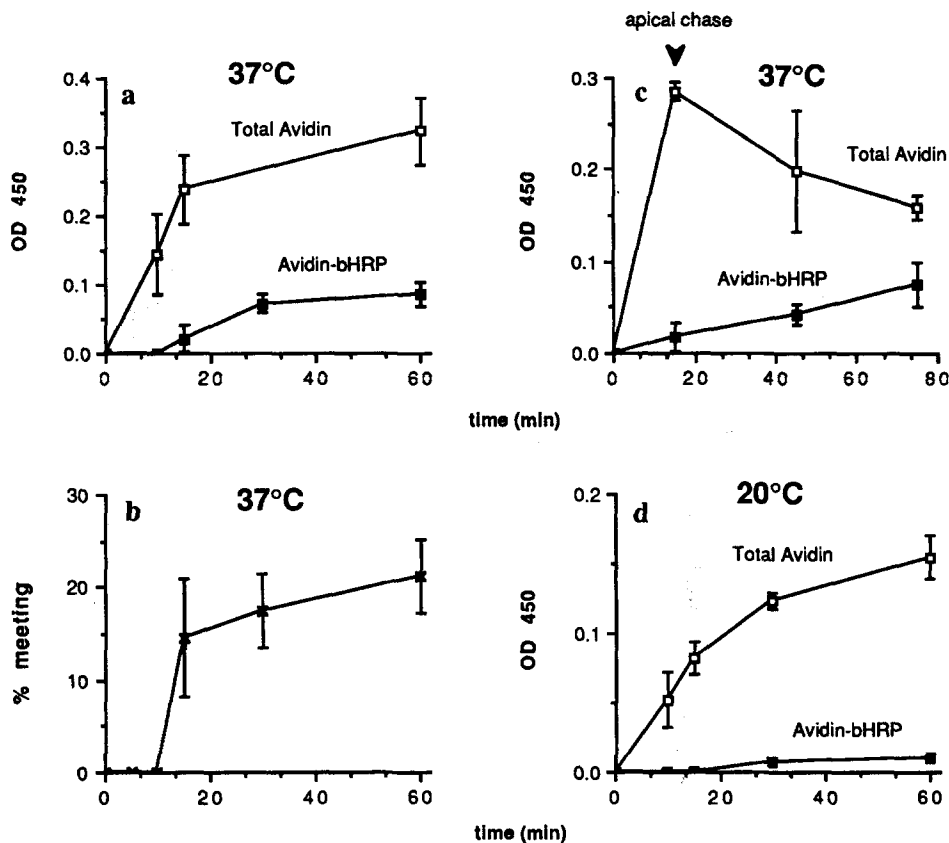 apical chase
a
37°C
0.4
0.3
0.2
0.1
0.0
OD 450
Total Avidin
Avidin-bHRP
0 20 40 60
c
37°C
0.3
0.2
0.1
0.0
OD 450
Total Avidin
Avidin-bHRP
0 20 40 60 80
time (min)
b
37°C
30
20
10
0
% meeting
0 20 40 60
d
20°C
0.2
0.1
0.0
OD 450
Total Avidin
Avidin-bHRP
0 20 40 60
time (min)